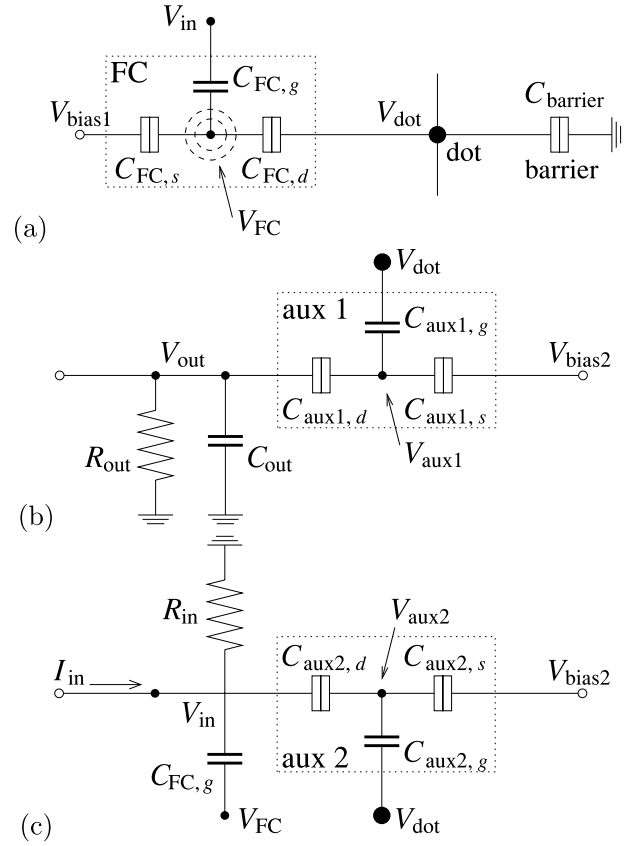 V_in
FC
C_FC, g
V_bias1
V_dot
C_barrier
dot
C_FC, s
C_FC, d
barrier
V_FC
(a)
V_dot
aux 1
C_aux1, g
V_out
V_bias2
C_aux1, d
C_aux1, s
R_out
C_out
V_aux1
(b)
R_in
V_aux2
I_in
C_aux2, d
C_aux2, s
V_bias2
V_in
C_FC, g
aux 2
C_aux2, g
V_FC
V_dot
(c)